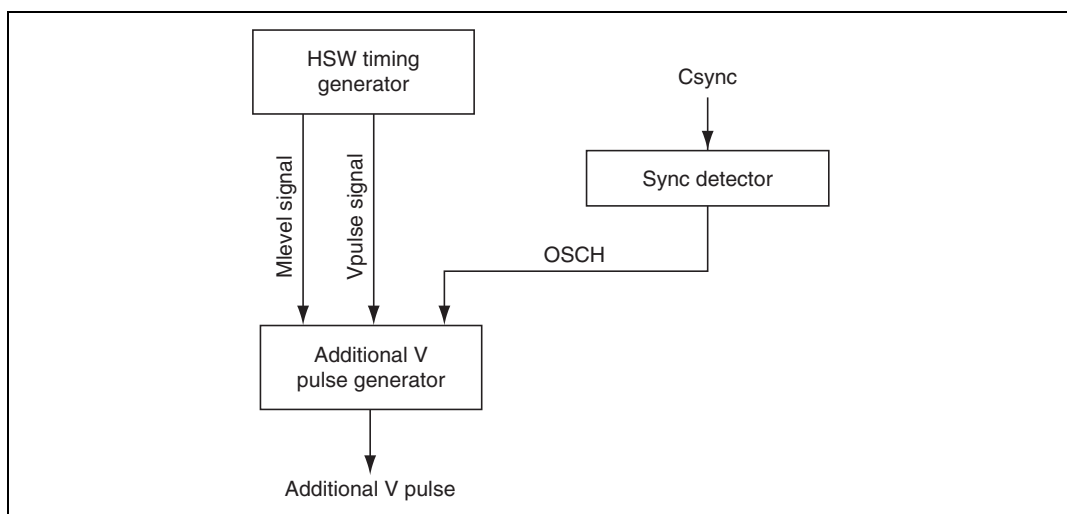 HSW timing
generator
Csync
Sync detector
Mlevel signal
Vpulse signal
OSCH
Additional V
pulse generator
Additional V pulse